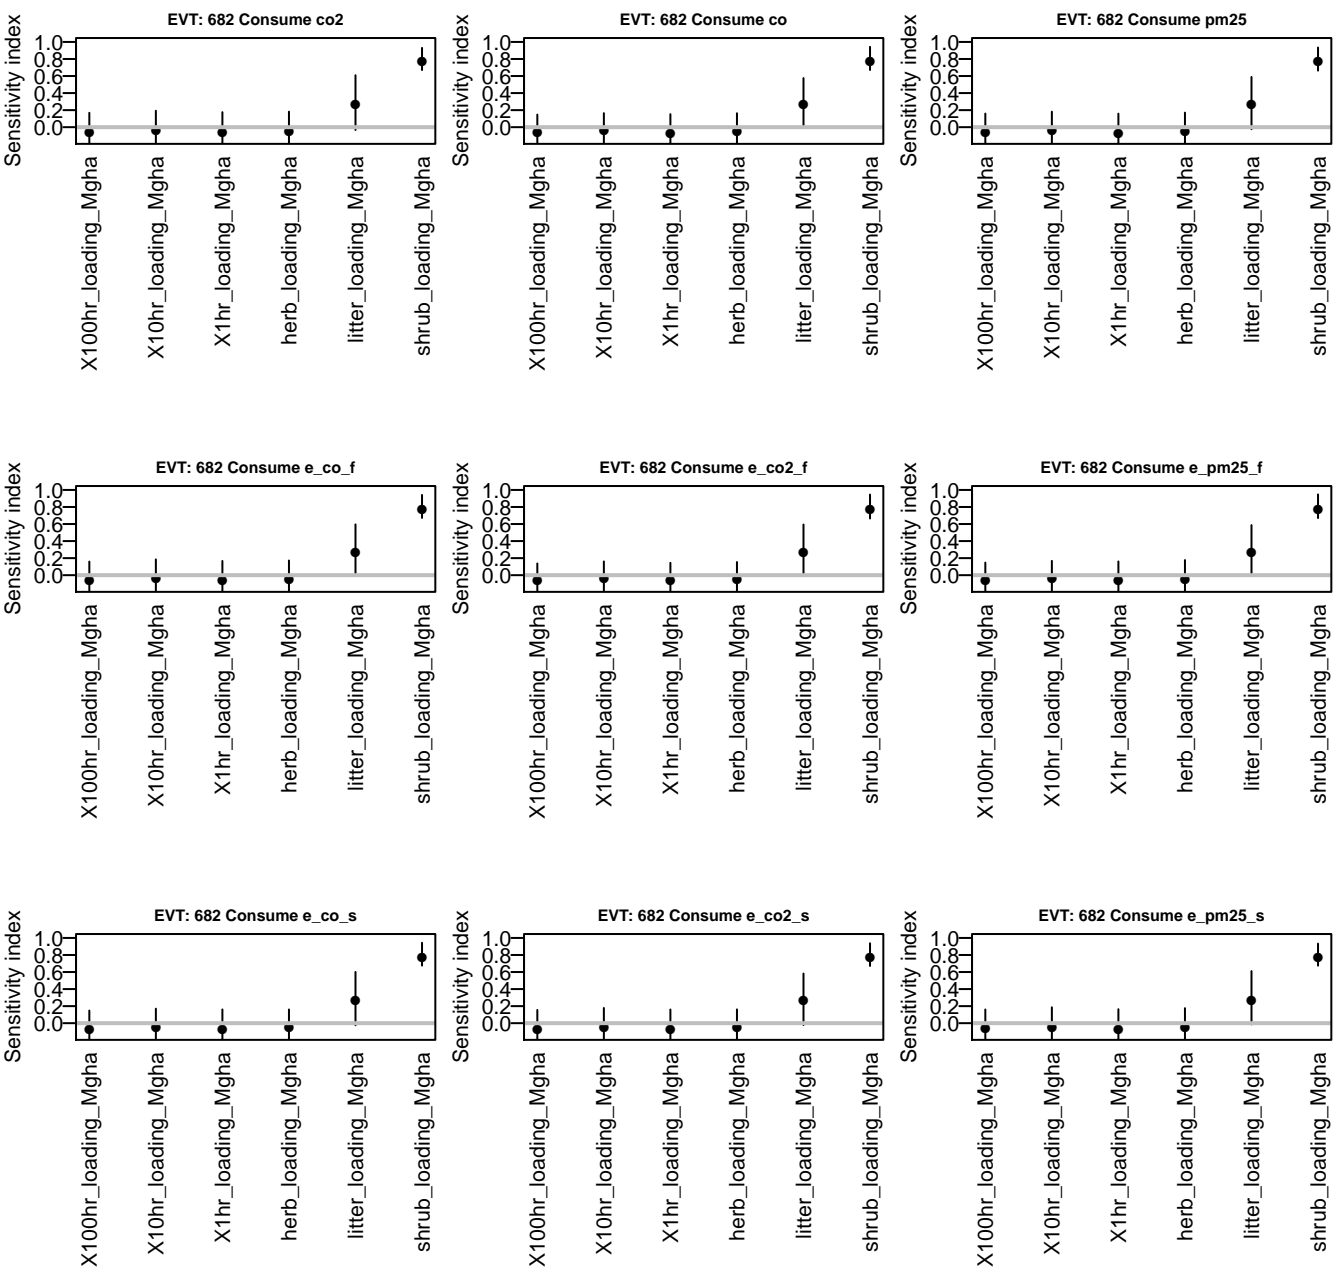 EVT: 682 Consume co2
Sensitivity index
1.0
0.8
0.6
0.4
0.2
0.0
X100hr_loading_Mgha
X10hr_loading_Mgha
X1hr_loading_Mgha
herb_loading_Mgha
litter_loading_Mgha
shrub_loading_Mgha
EVT: 682 Consume co
Sensitivity index
1.0
0.8
0.6
0.4
0.2
0.0
X100hr_loading_Mgha
X10hr_loading_Mgha
X1hr_loading_Mgha
herb_loading_Mgha
litter_loading_Mgha
shrub_loading_Mgha
EVT: 682 Consume pm25
Sensitivity index
1.0
0.8
0.6
0.4
0.2
0.0
X100hr_loading_Mgha
X10hr_loading_Mgha
X1hr_loading_Mgha
herb_loading_Mgha
litter_loading_Mgha
shrub_loading_Mgha
EVT: 682 Consume e_co_f
Sensitivity index
1.0
0.8
0.6
0.4
0.2
0.0
X100hr_loading_Mgha
X10hr_loading_Mgha
X1hr_loading_Mgha
herb_loading_Mgha
litter_loading_Mgha
shrub_loading_Mgha
EVT: 682 Consume e_co2_f
Sensitivity index
1.0
0.8
0.6
0.4
0.2
0.0
X100hr_loading_Mgha
X10hr_loading_Mgha
X1hr_loading_Mgha
herb_loading_Mgha
litter_loading_Mgha
shrub_loading_Mgha
EVT: 682 Consume e_pm25_f
Sensitivity index
1.0
0.8
0.6
0.4
0.2
0.0
X100hr_loading_Mgha
X10hr_loading_Mgha
X1hr_loading_Mgha
herb_loading_Mgha
litter_loading_Mgha
shrub_loading_Mgha
EVT: 682 Consume e_co_s
Sensitivity index
1.0
0.8
0.6
0.4
0.2
0.0
X100hr_loading_Mgha
X10hr_loading_Mgha
X1hr_loading_Mgha
herb_loading_Mgha
litter_loading_Mgha
shrub_loading_Mgha
EVT: 682 Consume e_co2_s
Sensitivity index
1.0
0.8
0.6
0.4
0.2
0.0
X100hr_loading_Mgha
X10hr_loading_Mgha
X1hr_loading_Mgha
herb_loading_Mgha
litter_loading_Mgha
shrub_loading_Mgha
EVT: 682 Consume e_pm25_s
Sensitivity index
1.0
0.8
0.6
0.4
0.2
0.0
X100hr_loading_Mgha
X10hr_loading_Mgha
X1hr_loading_Mgha
herb_loading_Mgha
litter_loading_Mgha
shrub_loading_Mgha